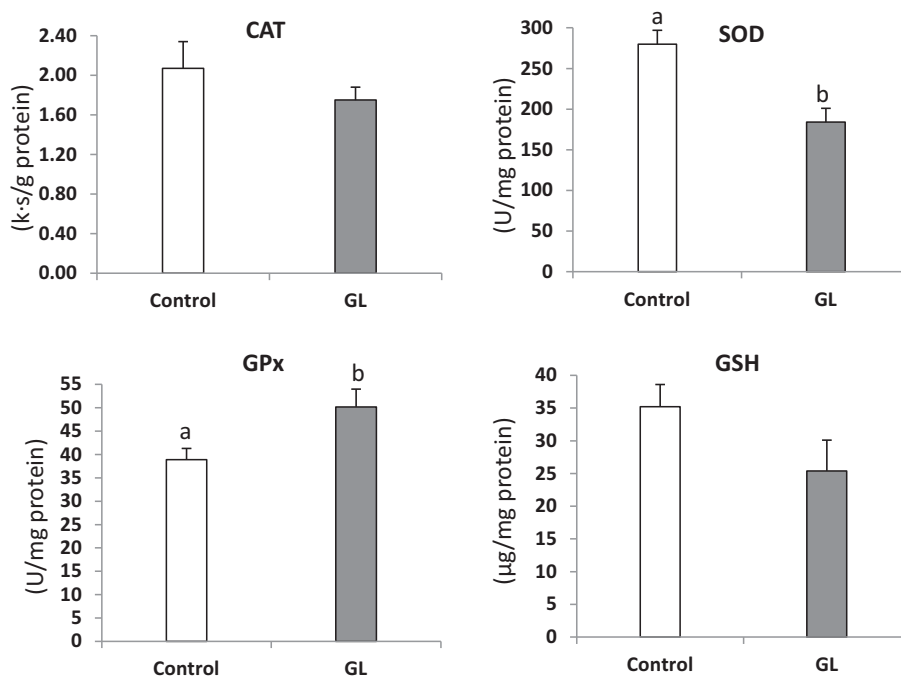 CAT
2.40
2.00
1.60
1.20
0.80
0.40
0.00
(k·s/g protein)
Control
GL
SOD
a
b
300
250
200
150
100
50
0
(U/mg protein)
Control
GL
GPx
a
b
55
50
45
40
35
30
25
20
15
10
5
0
(U/mg protein)
Control
GL
GSH
40
35
30
25
20
15
10
5
0
(µg/mg protein)
Control
GL